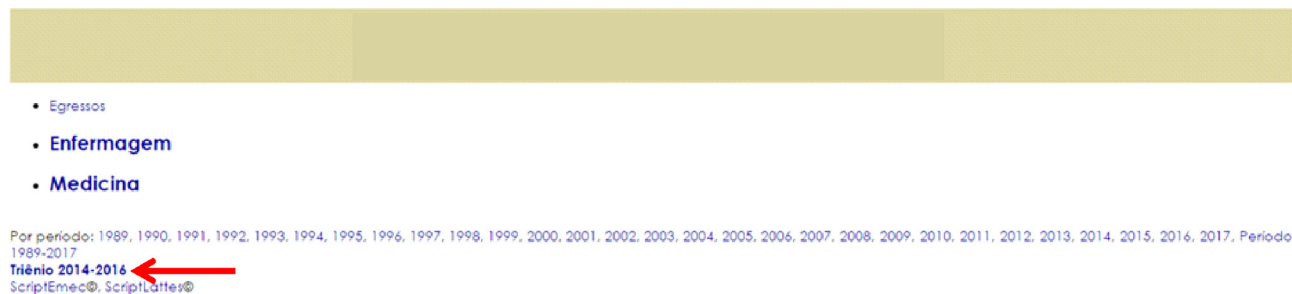 Egressos
Enfermagem
Medicina
Por período: 1989, 1990, 1991, 1992, 1993, 1994, 1995, 1996, 1997, 1998, 1999, 2000, 2001, 2002, 2003, 2004, 2005, 2006, 2007, 2008, 2009, 2010, 2011, 2012, 2013, 2014, 2015, 2016, 2017, Período
1989-2017
Triênio 2014-2016
ScriptEmec©, ScriptLattes©